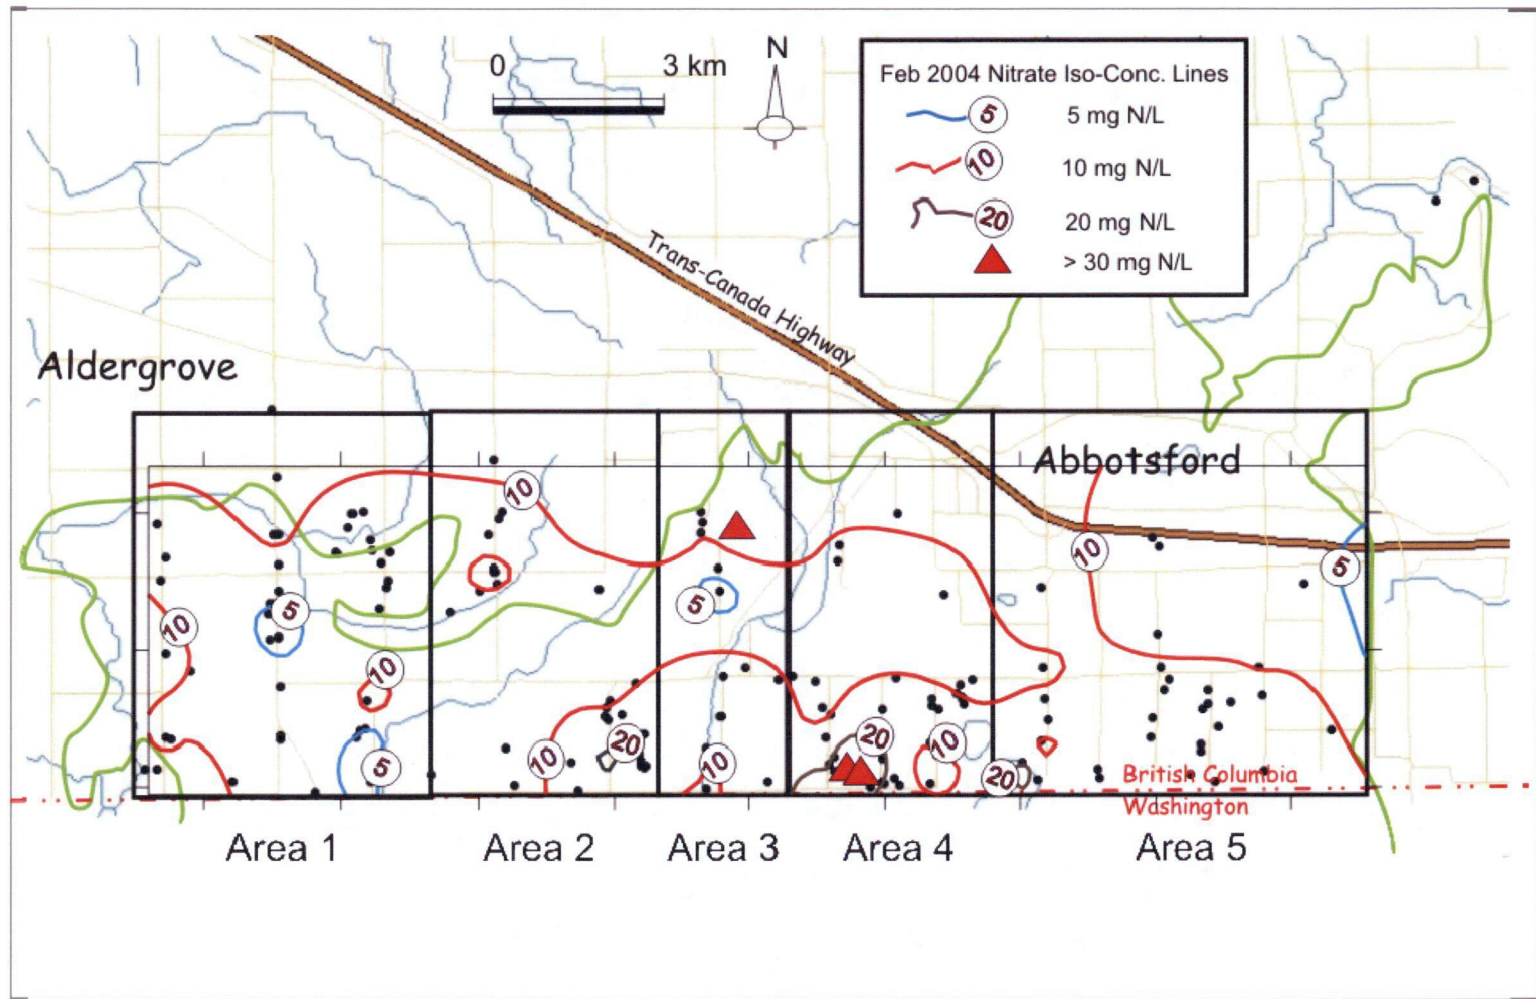 0 3 km
N
Feb 2004 Nitrate Iso-Conc. Lines
5 5 mg N/L
10 10 mg N/L
20 20 mg N/L
> 30 mg N/L
Trans-Canada Highway
Aldergrove
Abbotsford
10
10
5
5
10
5
10
10
5
20
10
10
20
10
20
British Columbia
Washington
Area 1 Area 2 Area 3 Area 4 Area 5